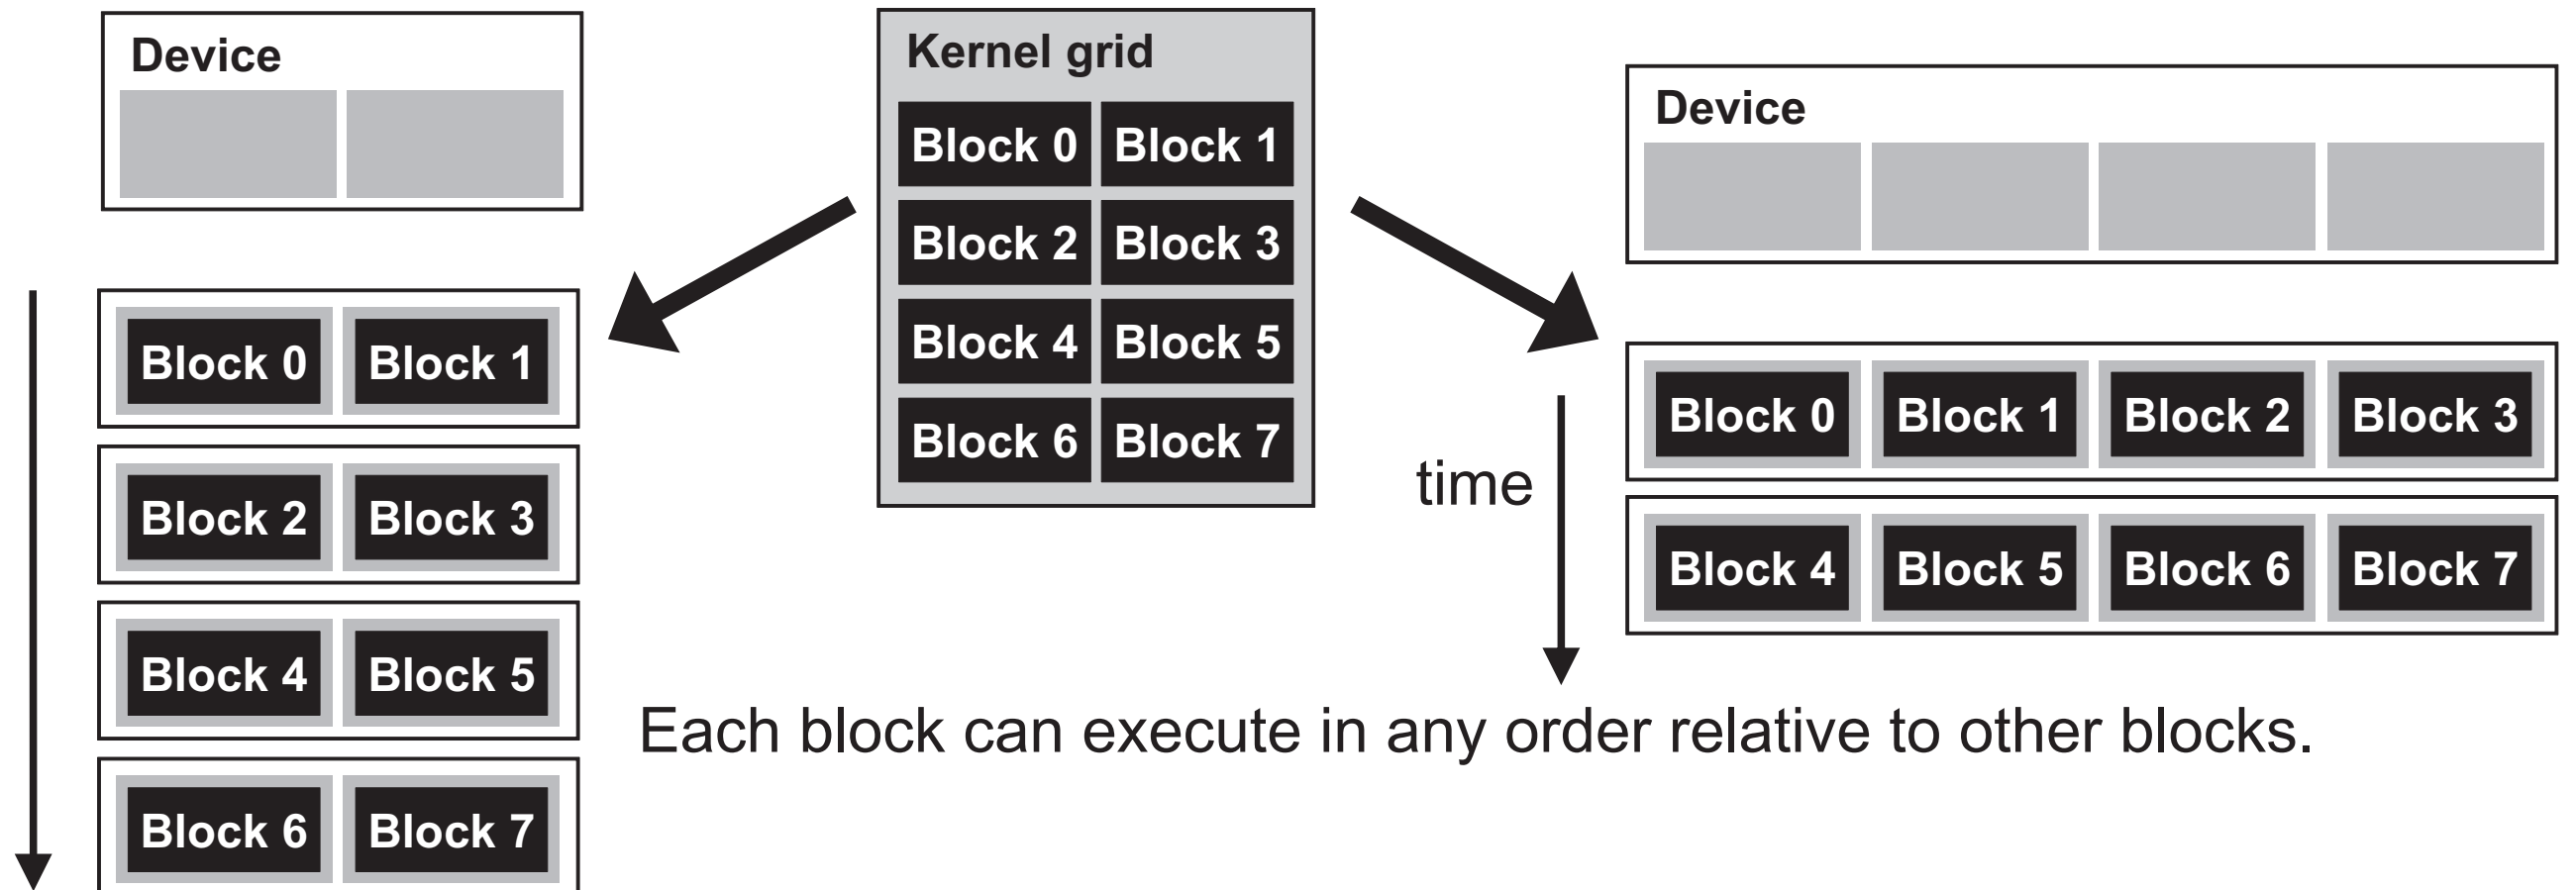 Device
Block 0 Block 1
Block 2 Block 3
Block 4 Block 5
Block 6 Block 7
Kernel grid
Block 0 Block 1
Block 2 Block 3
Block 4 Block 5
Block 6 Block 7
Device
time
Block 0 Block 1 Block 2 Block 3
Block 4 Block 5 Block 6 Block 7
Each block can execute in any order relative to other blocks.